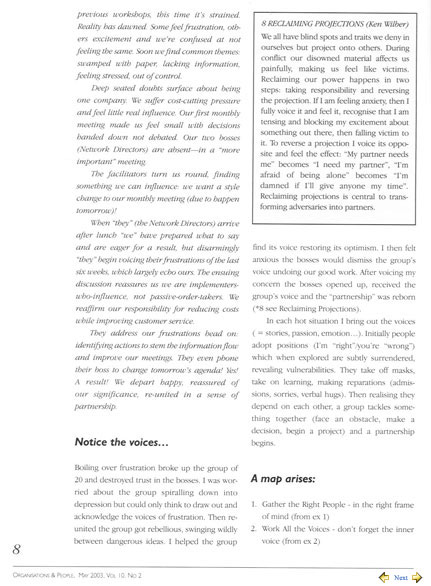 previous workshops, this time it's strained.
Reality has dawned. Some feel frustration, oth-
ers excitement and we're confused at not
feeling the same. Soon we find common themes:
swamped with paper, lacking information,
feeling stressed, out of control.
Deep seated doubts surface about being
one company. We suffer cost-cutting pressure
and feel little real influence. Our first monthly
meeting made us feel small with decisions
handed down not debated. Our two bosses
(Network Directors) are absent—in a "more
important" meeting.
The facilitators turn us round, finding
something we can influence: we want a style
change to our monthly meeting (due to happen
tomorrow)!
When "they" (the Network Directors) arrive
after lunch "we" have prepared what to say
and are eager for a result, but disarmingly
"they" begin voicing their frustrations of the last
six weeks, which largely echo ours. The ensuing
discussion reassures us we are implementers-
who-influence, not passive-order-takers. We
reaffirm our responsibility for reducing costs
while improving customer service.
They address our frustrations head on:
identifying actions to stem the information flow
and improve our meetings. They even phone
their boss to change tomorrow's agenda! Yes!
A result! We depart happy, reassured of
our significance, re-united in a sense of
partnership.
Notice the voices...
Boiling over frustration broke up the group of
20 and destroyed trust in the bosses. I was wor-
ried about the group spiralling down into
depression but could only think to draw out and
acknowledge the voices of frustration. Then re-
united the group got rebellious, swinging wildly
between dangerous ideas. I helped the group
8 RECLAIMING PROJECTIONS (Ken Wilber)
We all have blind spots and traits we deny in
ourselves but project onto others. During
conflict our disowned material affects us
painfully, making us feel like victims.
Reclaiming our power happens in two
steps: taking responsibility and reversing
the projection. If I am feeling anxiety, then I
fully voice it and feel it, recognise that I am
tensing and blocking my excitement about
something out there, then falling victim to
it. To reverse a projection I voice its oppo-
site and feel the effect: "My partner needs
me" becomes "I need my partner", "I'm
afraid of being alone" becomes "I'm
damned if I'll give anyone my time".
Reclaiming projections is central to trans-
forming adversaries into partners.
find its voice restoring its optimism. I then felt
anxious the bosses would dismiss the group's
voice undoing our good work. After voicing my
concern the bosses opened up, received the
group's voice and the "partnership" was reborn
(*8 see Reclaiming Projections).
In each hot situation I bring out the voices
( = stories, passion, emotion...). Initially people
adopt positions (I'm "right"/you're "wrong")
which when explored are subtly surrendered,
revealing vulnerabilities. They take off masks,
take on learning, making reparations (admis-
sions, sorries, verbal hugs). Then realising they
depend on each other, a group tackles some-
thing together (face an obstacle, make a
decision, begin a project) and a partnership
begins.
A map arises:
1. Gather the Right People - in the right frame
of mind (from ex 1)
2. Work All the Voices - don't forget the inner
voice (from ex 2)
8
ORGANISATIONS & PEOPLE, MAY 2003, VOL 10, NO 2
Next